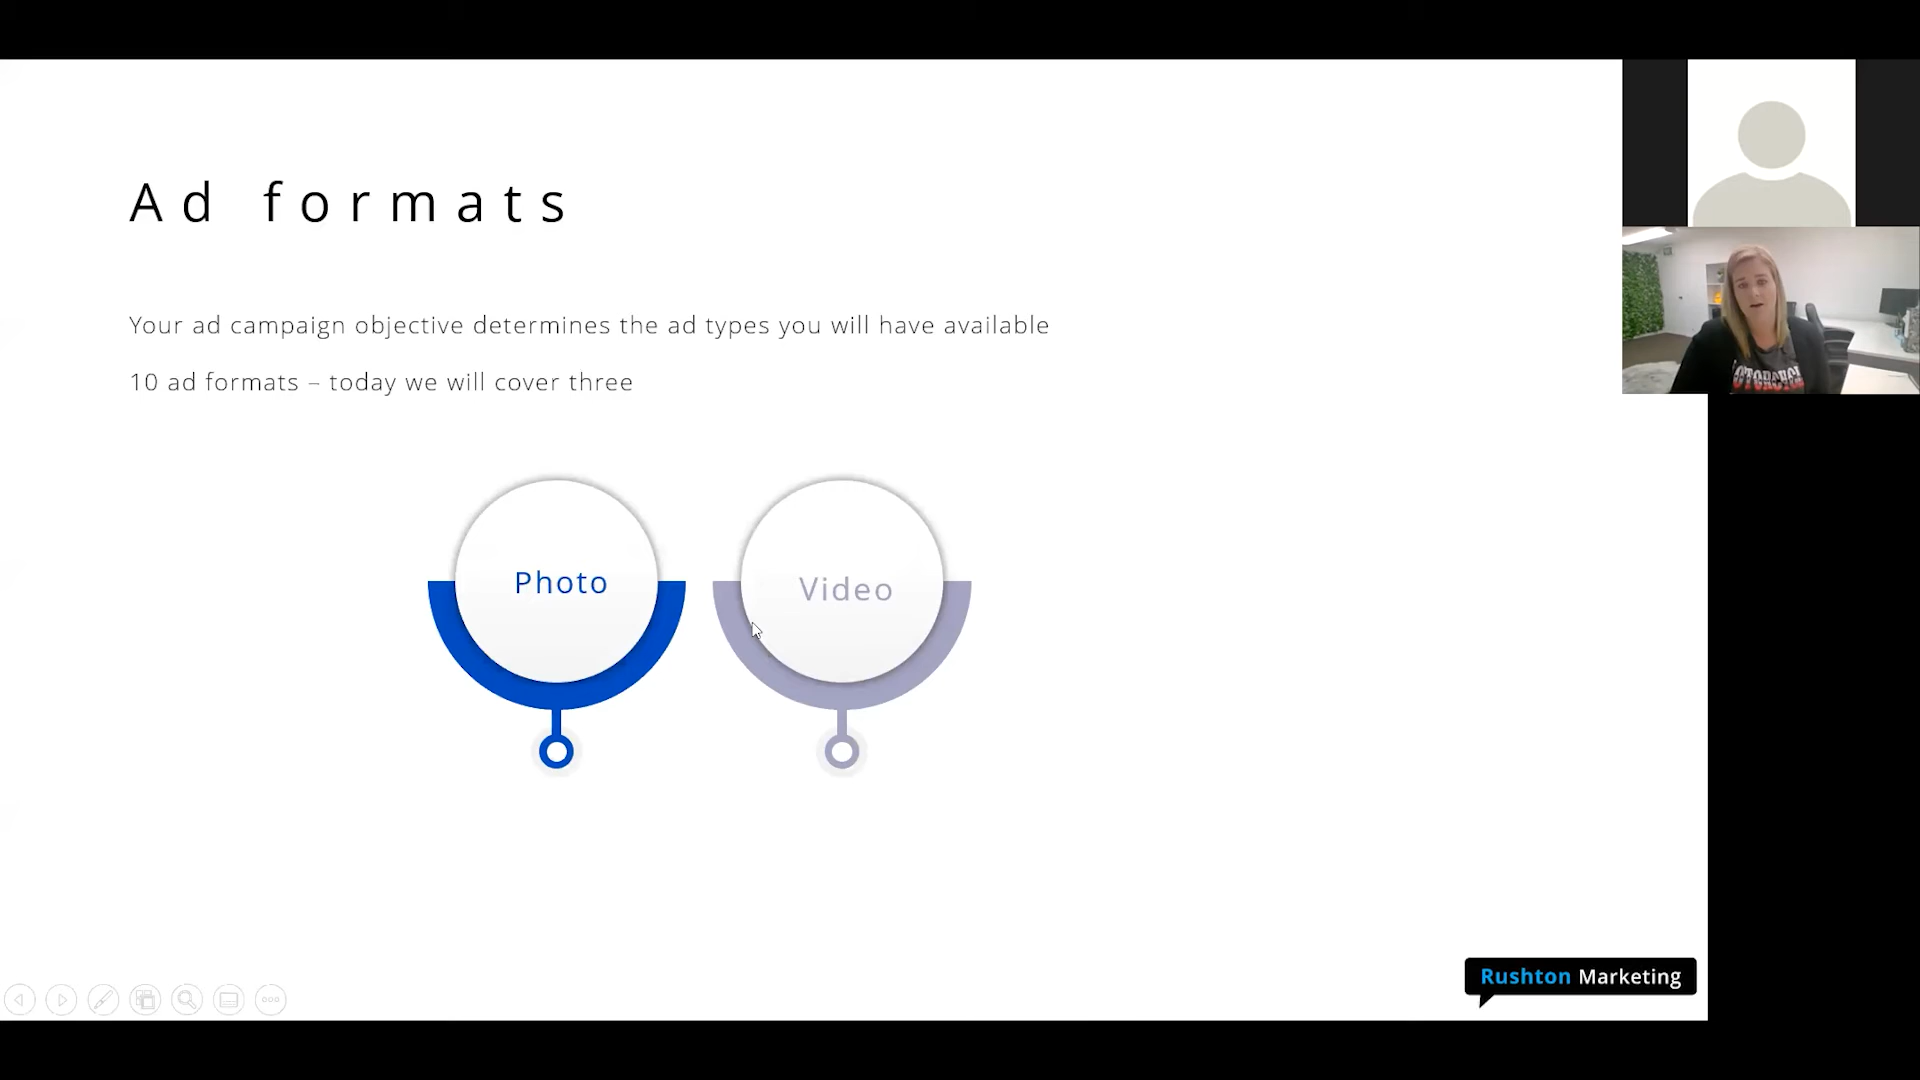 Ad formats
Your ad campaign objective determines the ad types you will have available
10 ad formats – today we will cover three
Photo
Video
Rushton Marketing